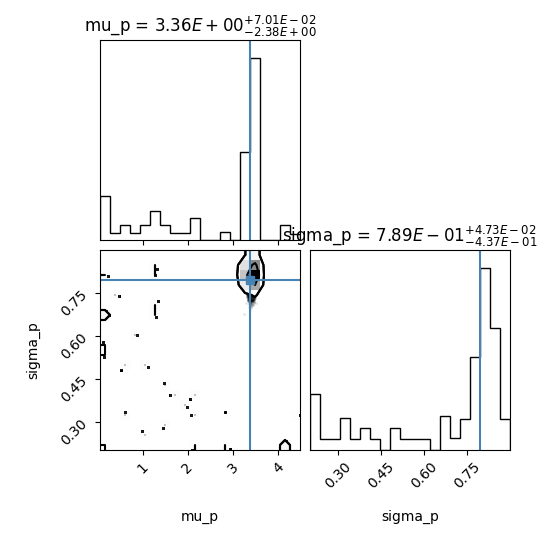 mu_p = 3.36E + 00^{+7.01E−02}_{−2.38E+00}
sigma_p = 7.89E − 01^{+4.73E−02}_{−4.37E−01}
sigma_p
0.75
0.60
0.45
0.30
1 2 3 4
0.30 0.45 0.60 0.75
mu_p
sigma_p